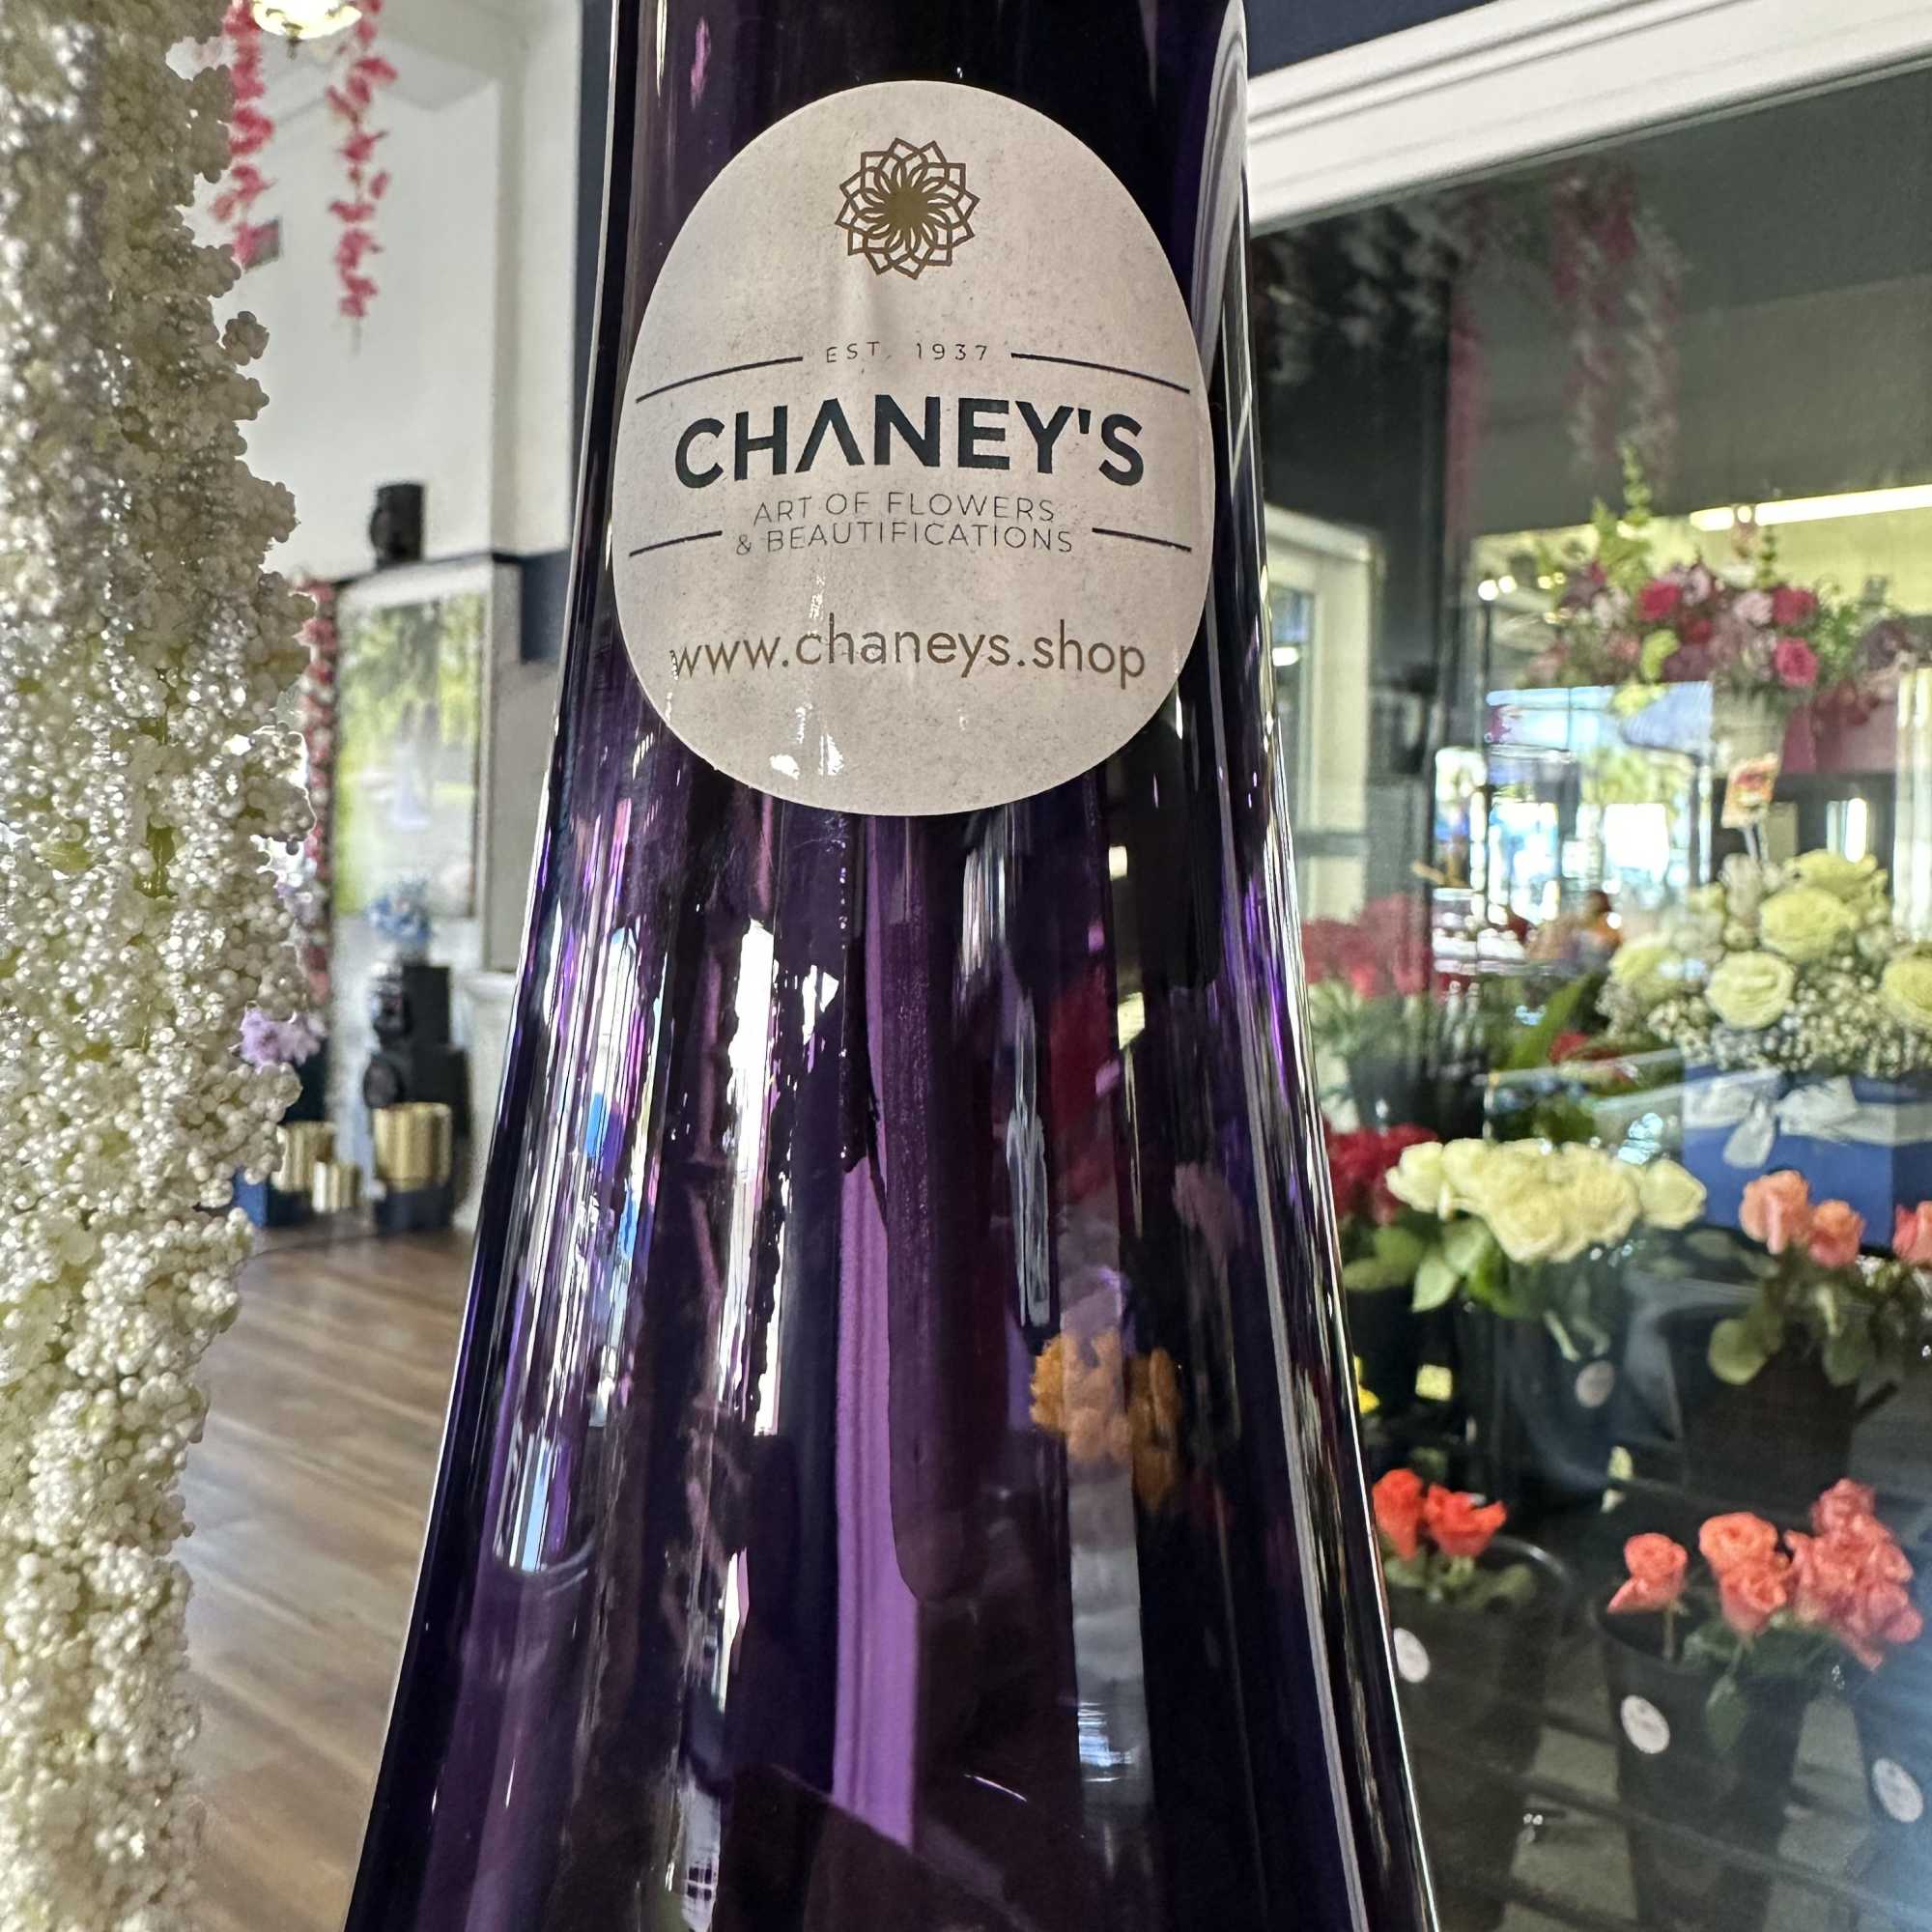 EST. 1937
CHANEY'S
ART OF FLOWERS
& BEAUTIFICATIONS
www.chaneys.shop